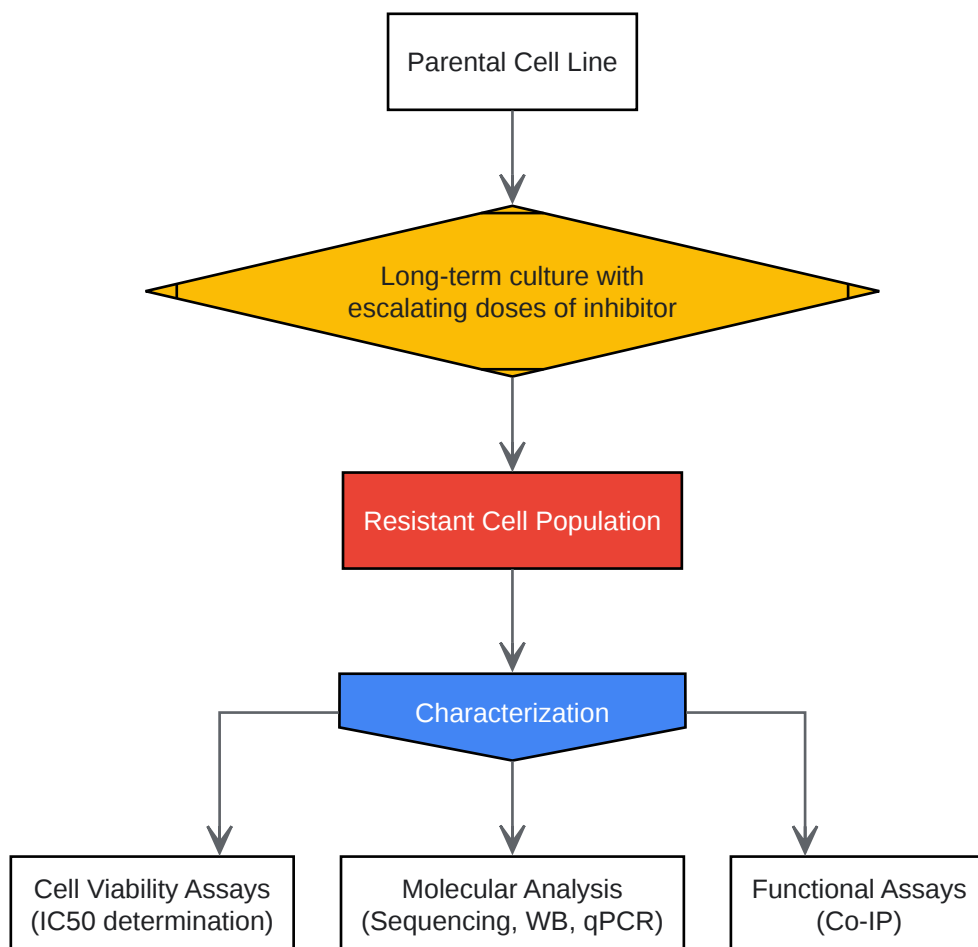 Parental Cell Line
Long-term culture with
escalating doses of inhibitor
Resistant Cell Population
Characterization
Cell Viability Assays
(IC50 determination)
Molecular Analysis
(Sequencing, WB, qPCR)
Functional Assays
(Co-IP)